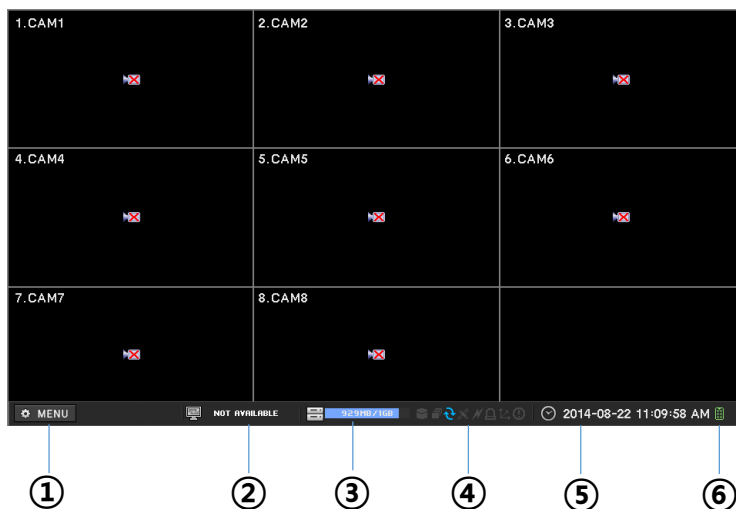 1.CAM1 2.CAM2 3.CAM3
4.CAM4 5.CAM5 6.CAM6
7.CAM7 8.CAM8
MENU NOT AVAILABLE 929MB/1GB 2014-08-22 11:09:58 AM
① ② ③ ④ ⑤ ⑥